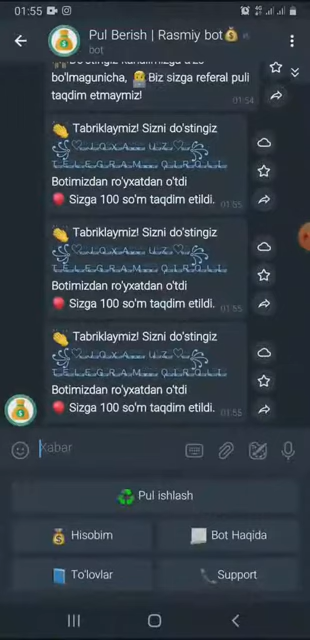 01:55
Pul Berish | Rasmiy bot💰
bot
bo'lmagunicha, 👩‍💻 Biz sizga referal puli
taqdim etmaymiz!
01:54
👏 Tabriklaymiz! Sizni do'stingiz
T E L E G R A M
Botimizdan ro'yxatdan o'tdi
🎈 Sizga 100 so'm taqdim etildi.
01:55
👏 Tabriklaymiz! Sizni do'stingiz
T E L E G R A M
Botimizdan ro'yxatdan o'tdi
🎈 Sizga 100 so'm taqdim etildi.
01:55
👏 Tabriklaymiz! Sizni do'stingiz
T E L E G R A M
Botimizdan ro'yxatdan o'tdi
🎈 Sizga 100 so'm taqdim etildi.
01:55
Xabar
♻️ Pul ishlash
💰 Hisobim
Bot Haqida
📘 To'lovlar
📞 Support